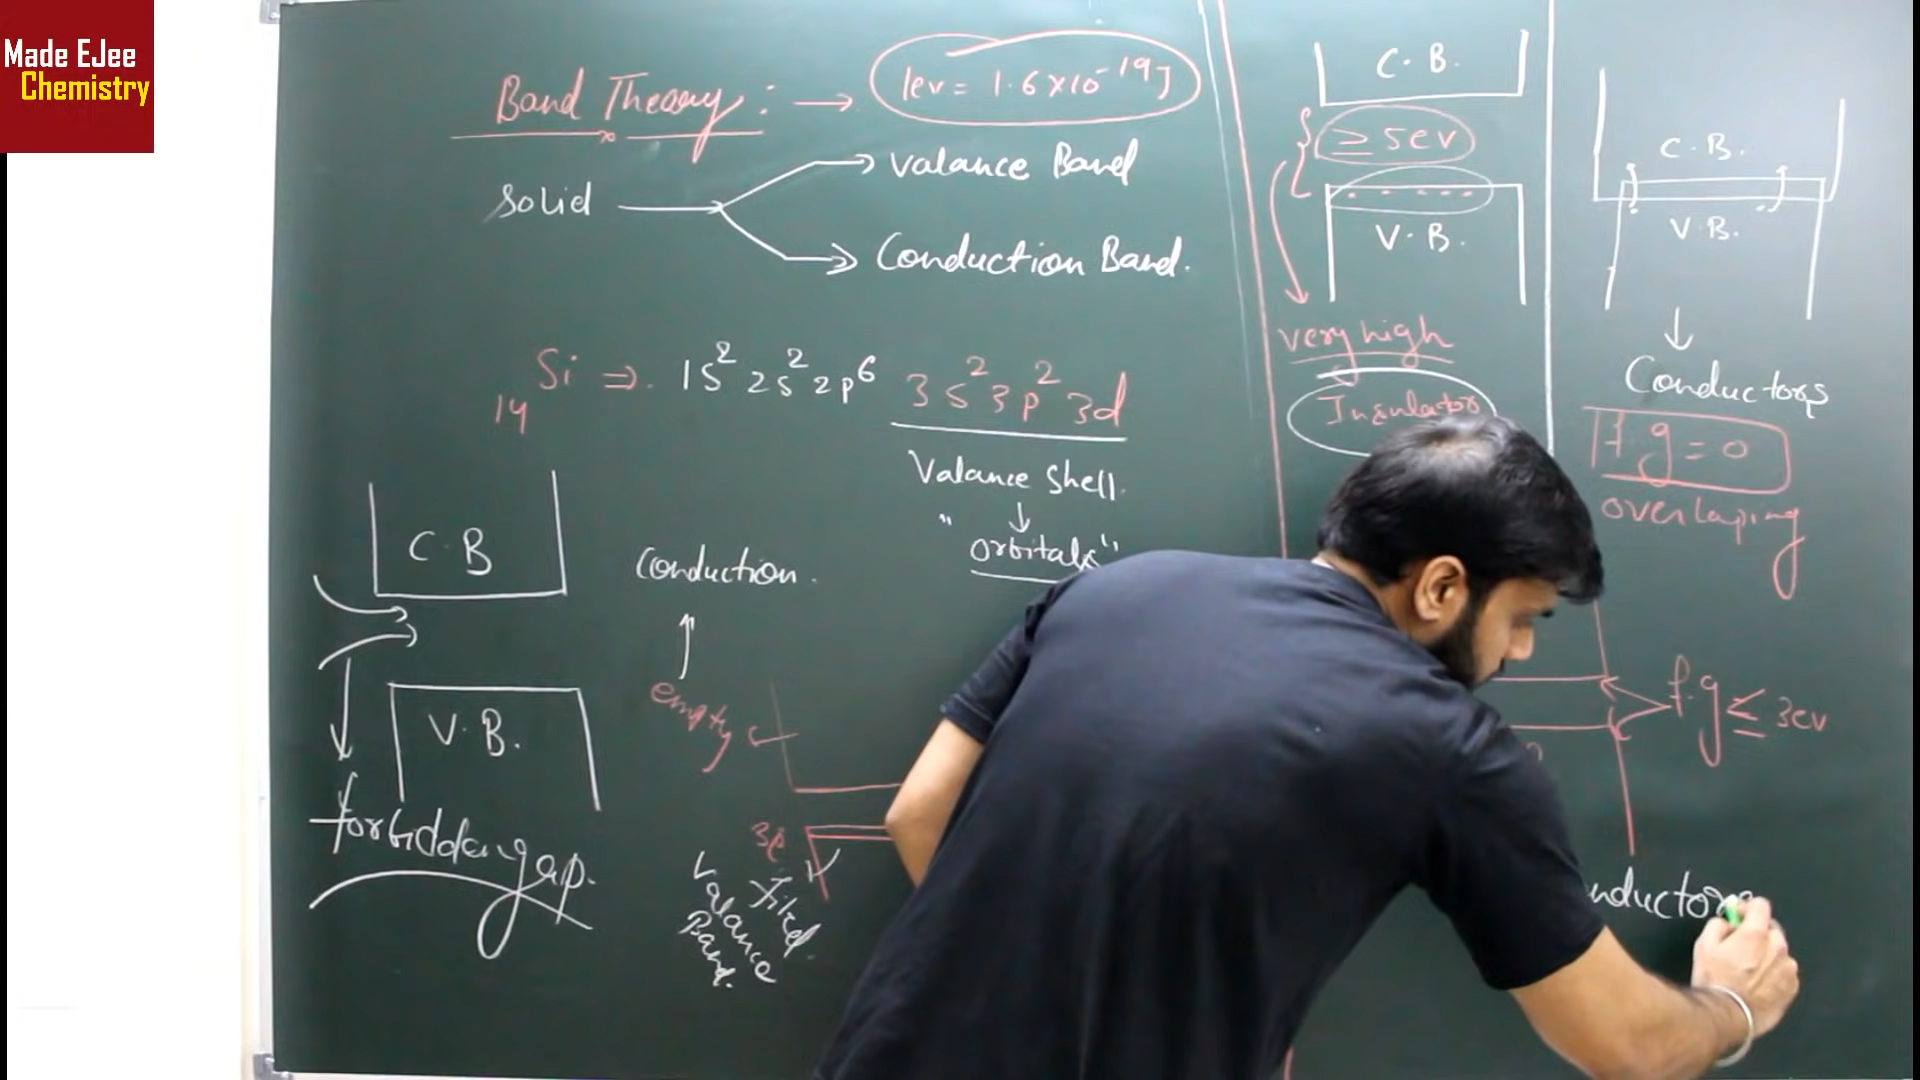 Made EJee
Chemistry
Band Theory : → 1ev = 1.6×10⁻¹⁹J
Solid
Valance Band
Conduction Band.
₁₄Si ⇒ 1s² 2s² 2p⁶ 3s² 3p² 3d
Valance Shell.
↓
"orbitals"
C.B
V.B.
forbidden gap.
Conduction.
↑
empty
3p
filled
Valance
Band.
C.B.
≥ 5ev
V.B.
very high
Insulator
C.B.
V.B.
↓
Conductors
f.g = 0
overlaping
f.g ≤ 3ev
nductors